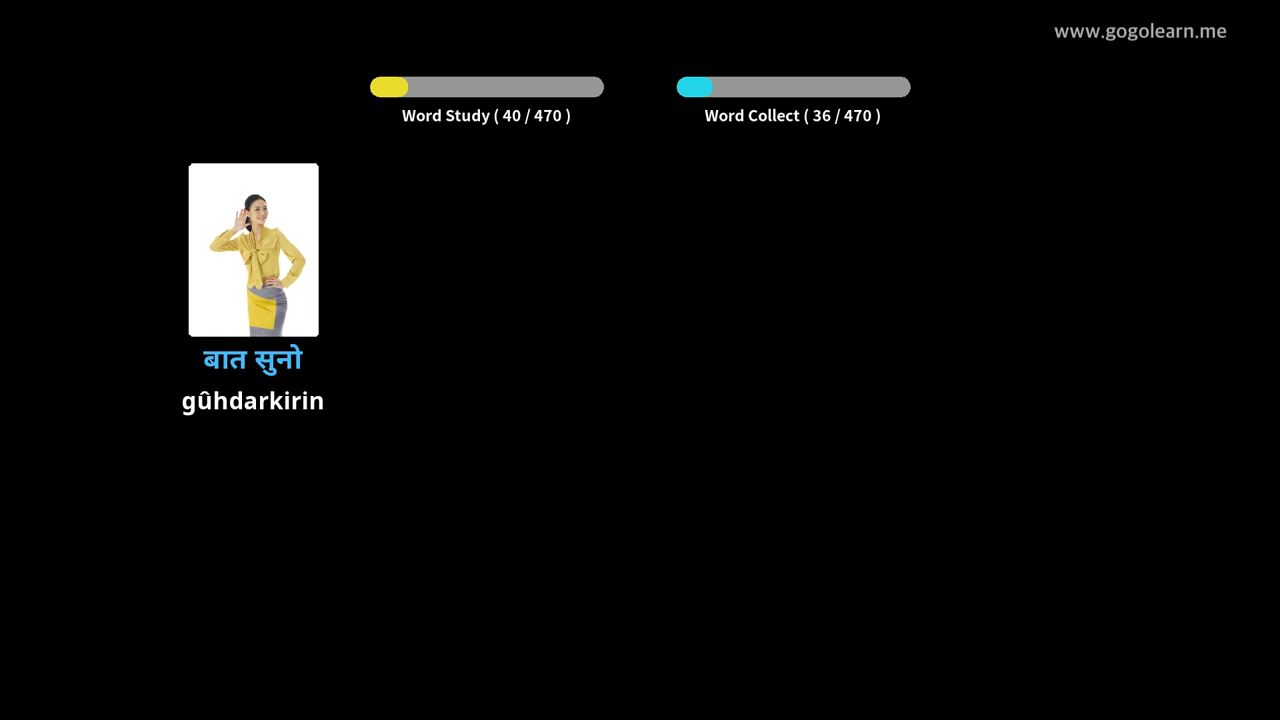 www.gogolearn.me
Word Study ( 40 / 470 )
Word Collect ( 36 / 470 )
बात सुनो
gûhdarkirin